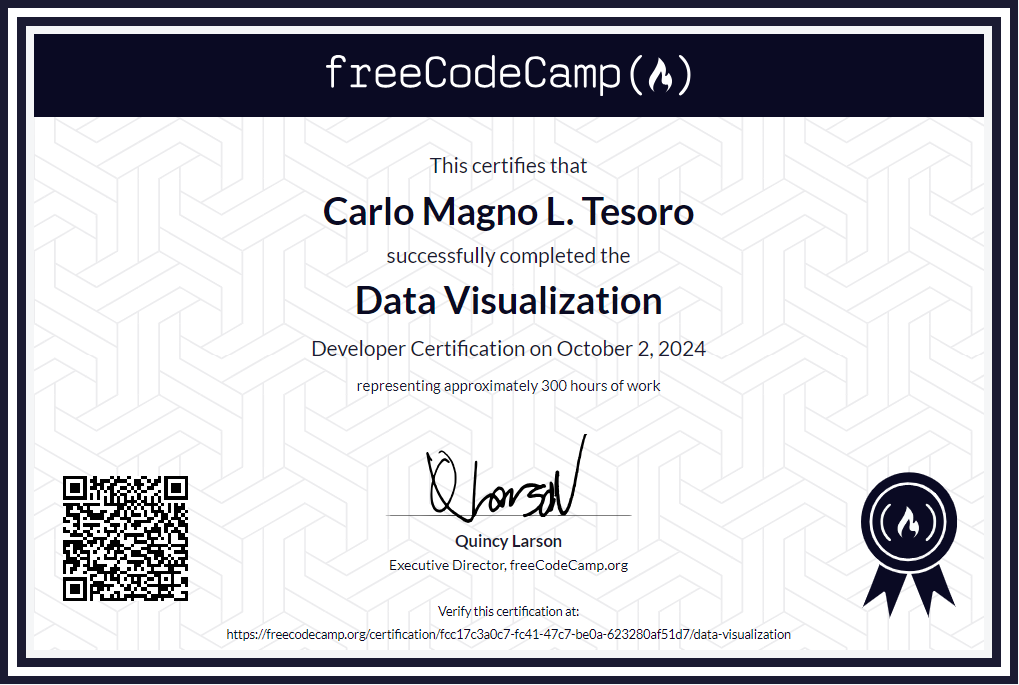 freeCodeCamp
This certifies that
Carlo Magno L. Tesoro
successfully completed the
Data Visualization
Developer Certification on October 2, 2024
representing approximately 300 hours of work
QLarson
Quincy Larson
Executive Director, freeCodeCamp.org
Verify this certification at:
https://freecodecamp.org/certification/fcc17c3a0c7-fc41-47c7-be0a-623280af51d7/data-visualization